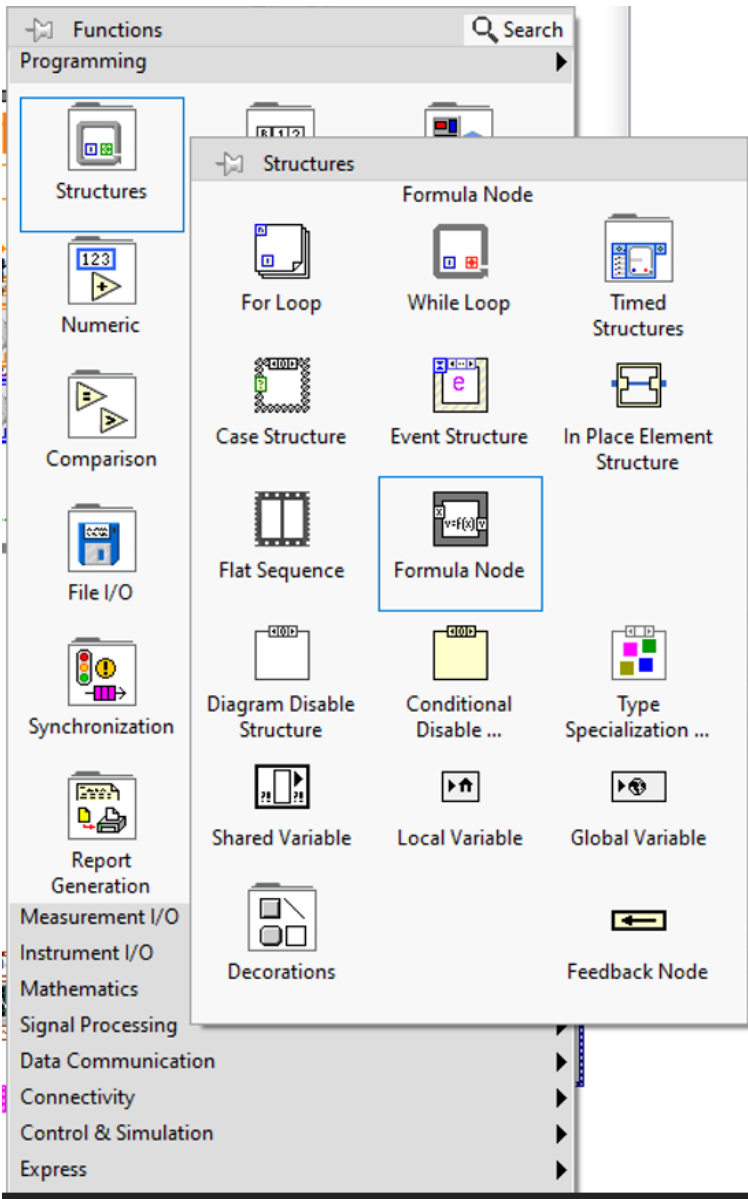 Functions
Search
Programming
Structures
Numeric
Comparison
File I/O
Synchronization
Report
Generation
Measurement I/O
Instrument I/O
Mathematics
Signal Processing
Data Communication
Connectivity
Control & Simulation
Express
Structures
Formula Node
For Loop
While Loop
Timed
Structures
Case Structure
Event Structure
In Place Element
Structure
Flat Sequence
Formula Node
Diagram Disable
Structure
Conditional
Disable ...
Type
Specialization ...
Shared Variable
Local Variable
Global Variable
Decorations
Feedback Node
123